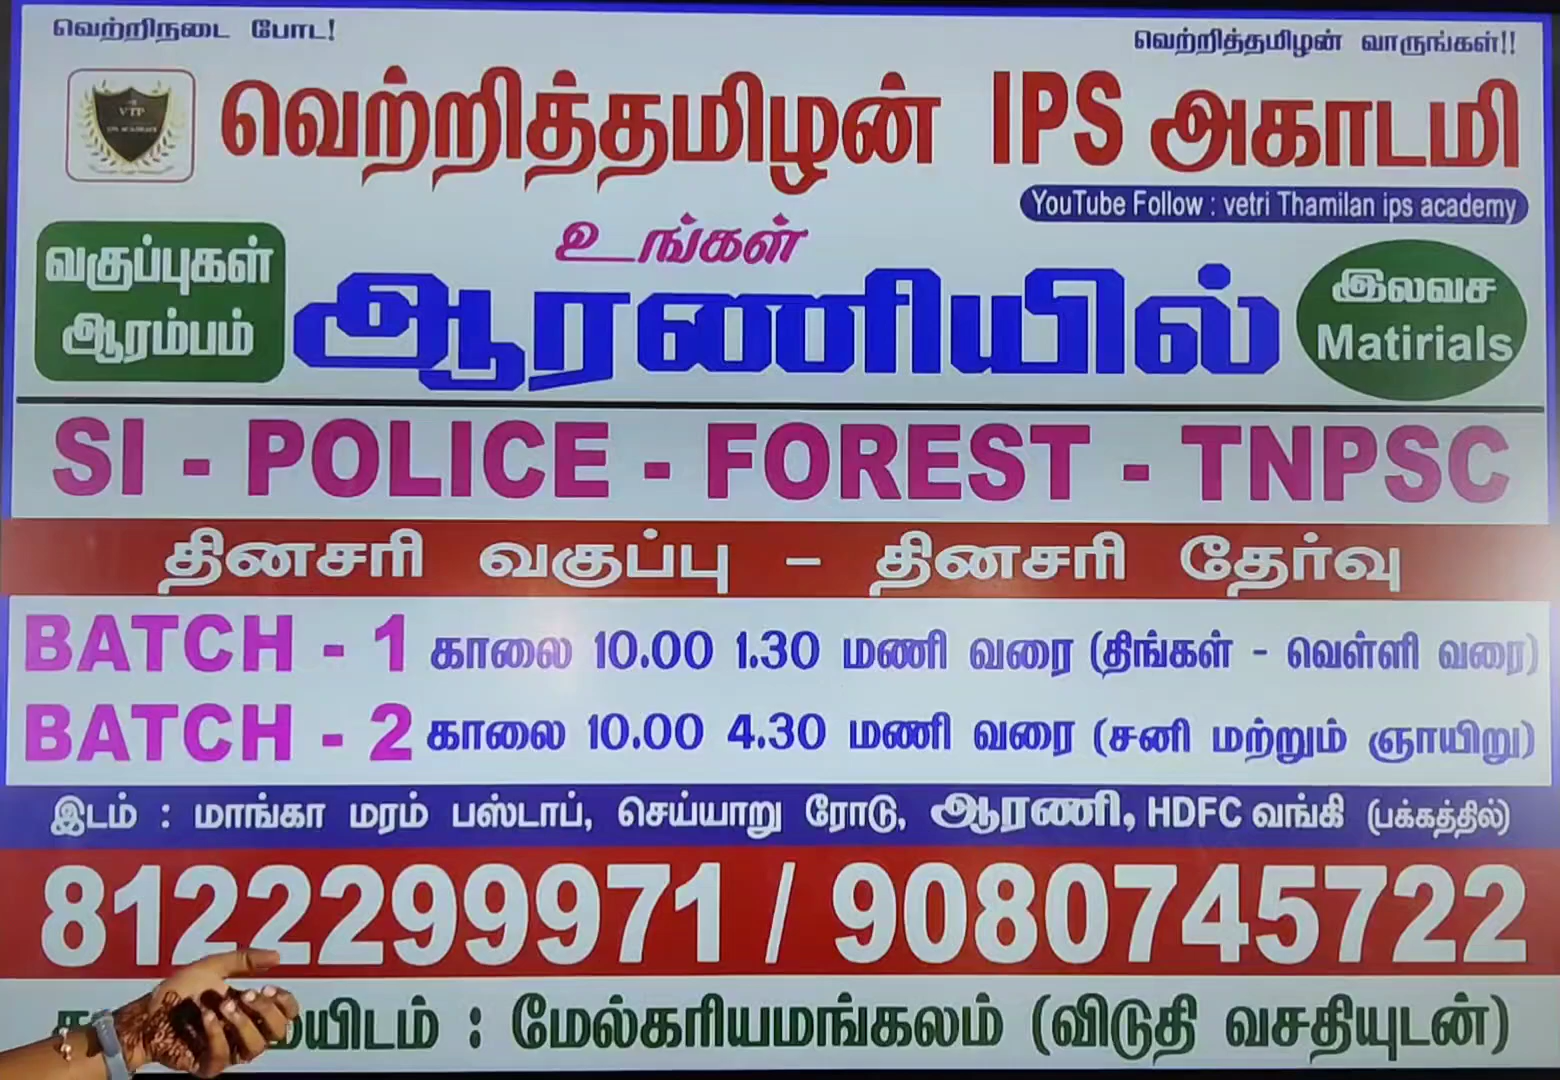 வெற்றிநடை போட!
வெற்றித்தமிழன் வாருங்கள்!!
VTP
IPS ACADEMY
வெற்றித்தமிழன் IPS அகாடமி
YouTube Follow : vetri Thamilan ips academy
வகுப்புகள்
ஆரம்பம்
உங்கள்
ஆரணியில்
இலவச
Matirials
SI - POLICE - FOREST - TNPSC
தினசரி வகுப்பு - தினசரி தேர்வு
BATCH - 1 காலை 10.00 1.30 மணி வரை (திங்கள் - வெள்ளி வரை)
BATCH - 2 காலை 10.00 4.30 மணி வரை (சனி மற்றும் ஞாயிறு)
இடம் : மாங்கா மரம் பஸ்டாப், செய்யாறு ரோடு, ஆரணி, HDFC வங்கி (பக்கத்தில்)
8122299971 / 9080745722
: மேல்கரியமங்கலம் (விடுதி வசதியுடன்)